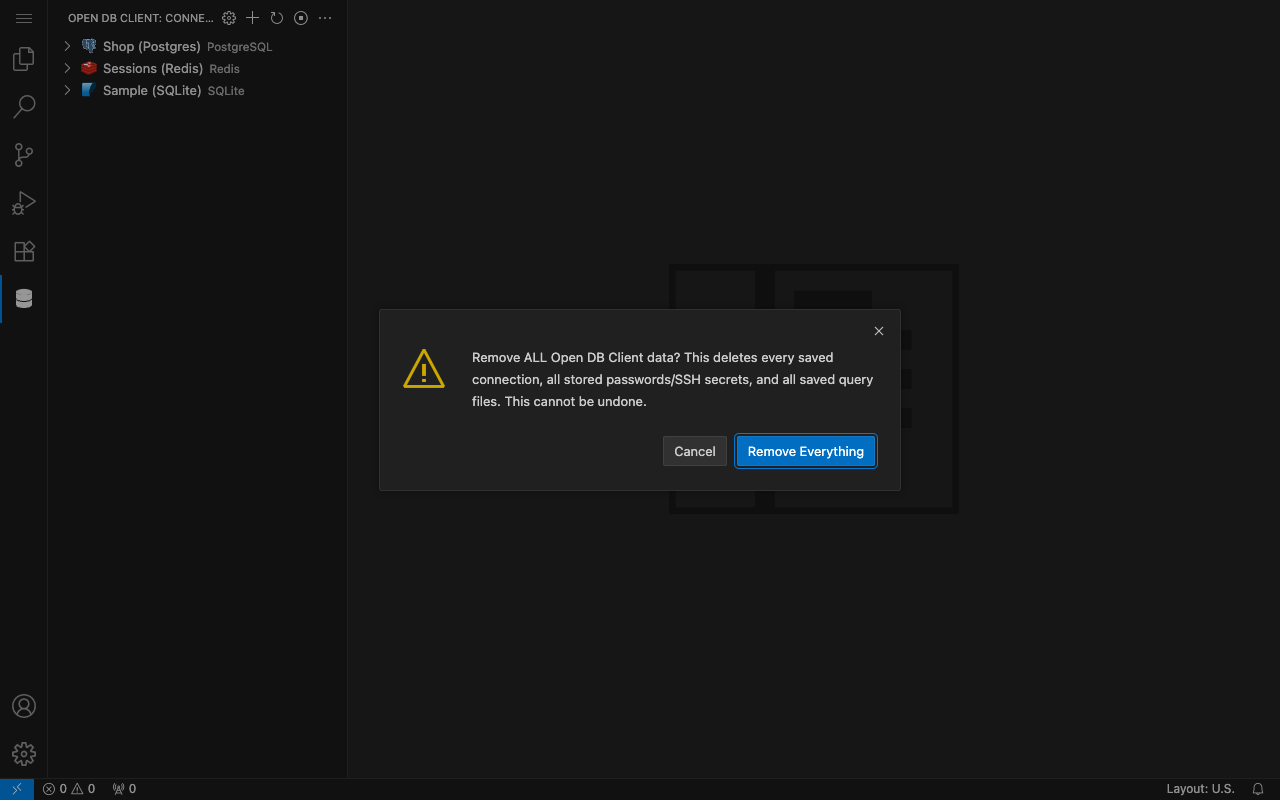 OPEN DB CLIENT: CONNE...
Shop (Postgres) PostgreSQL
Sessions (Redis) Redis
Sample (SQLite) SQLite
Remove ALL Open DB Client data? This deletes every saved
connection, all stored passwords/SSH secrets, and all saved query
files. This cannot be undone.
Cancel
Remove Everything
0 0 0
Layout: U.S.